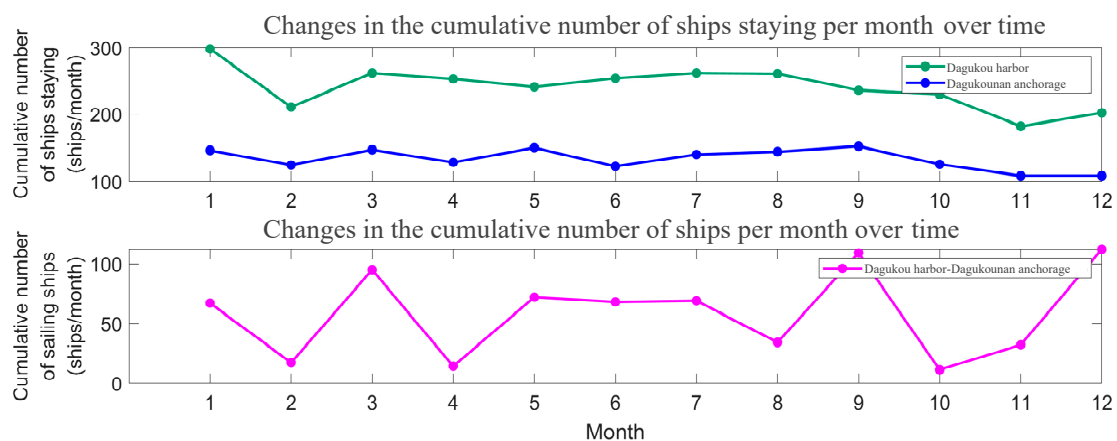 Changes in the cumulative number of ships staying per month over time
Cumulative number
of ships staying
(ships/month)
300
200
100
Dagukou harbor
Dagukounan anchorage
1 2 3 4 5 6 7 8 9 10 11 12
Changes in the cumulative number of ships per month over time
Cumulative number
of sailing ships
(ships/month)
100
50
0
Dagukou harbor-Dagukounan anchorage
1 2 3 4 5 6 7 8 9 10 11 12
Month